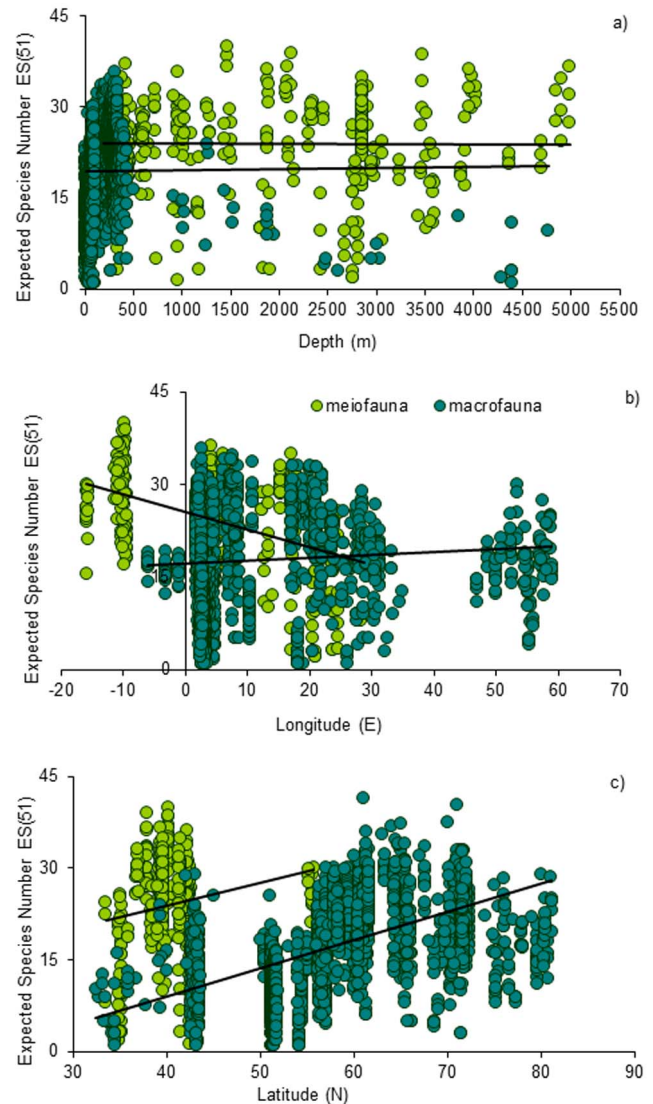 a)
Expected Species Number ES(51)
45
30
15
0
0 500 1000 1500 2000 2500 3000 3500 4000 4500 5000 5500
Depth (m)
b)
meiofauna macrofauna
Expected Species Number ES(51)
45
30
15
0
-20 -10 0 10 20 30 40 50 60 70
Longitude (E)
c)
Expected Species Number ES(51)
45
30
15
0
30 40 50 60 70 80 90
Latitude (N)